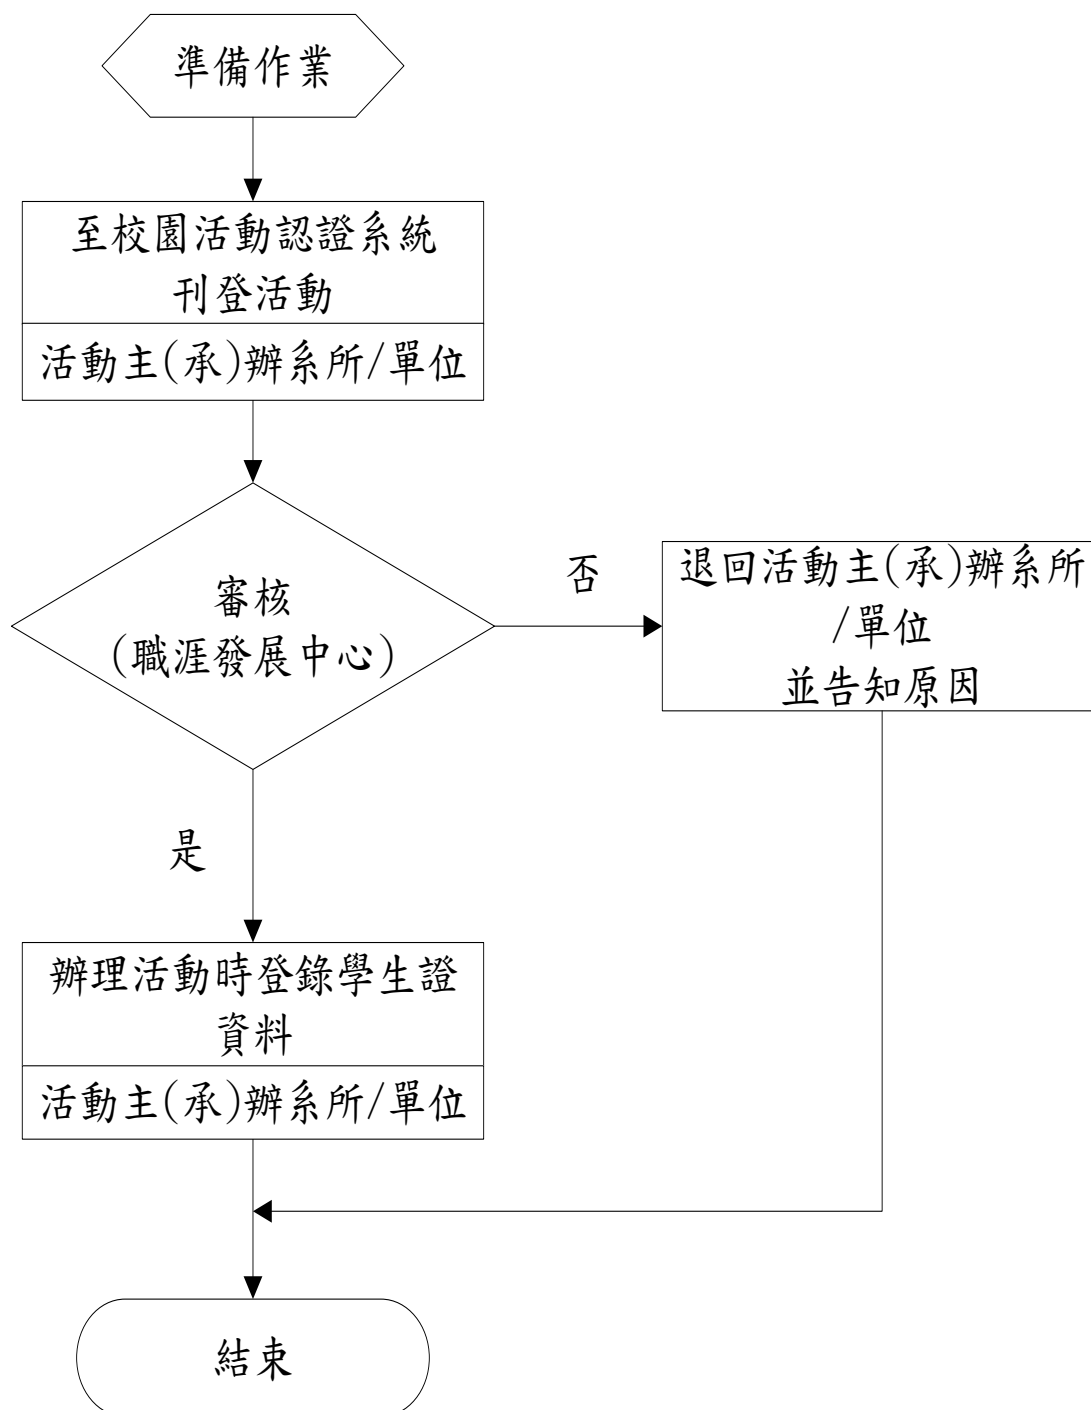 準備作業
至校園活動認證系統
刊登活動
活動主(承)辦系所/單位
審核
(職涯發展中心)
否
退回活動主(承)辦系所
/單位
並告知原因
是
辦理活動時登錄學生證
資料
活動主(承)辦系所/單位
結束